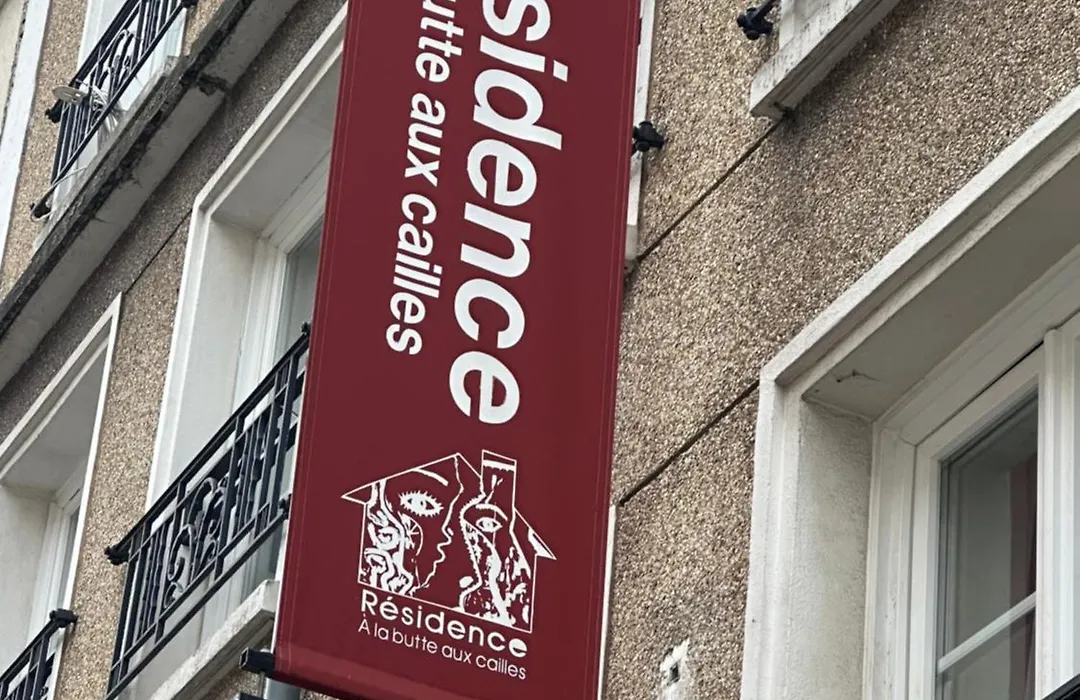 sidence
utte aux cailles
Résidence
À la butte aux cailles